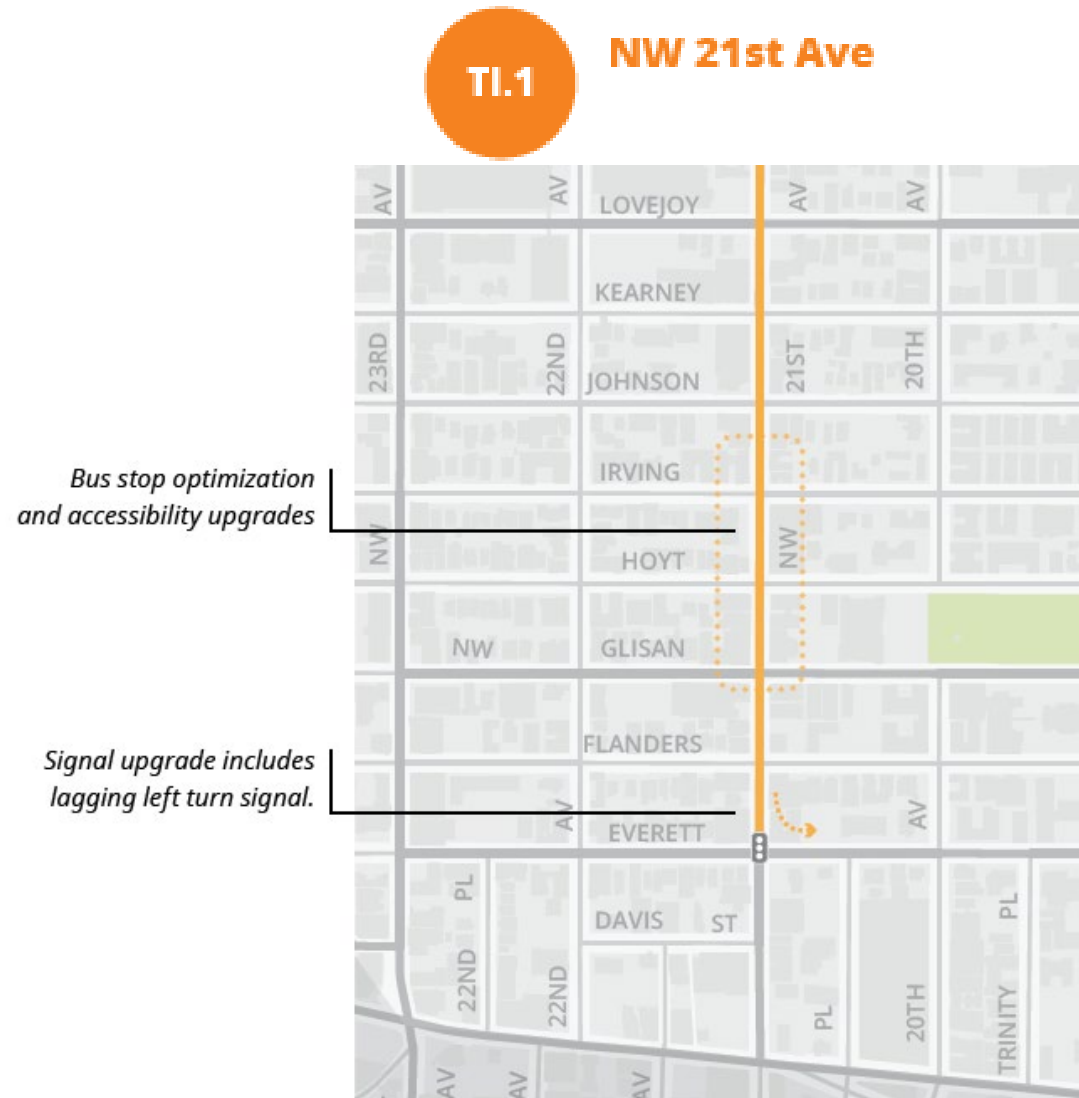 TI.1
NW 21st Ave
AV
AV
LOVEJOY
AV
AV
KEARNEY
23RD
22ND
JOHNSON
21ST
20TH
Bus stop optimization
and accessibility upgrades
IRVING
NW
HOYT
NW
NW
GLISAN
Signal upgrade includes
lagging left turn signal.
FLANDERS
AV
EVERETT
AV
PL
DAVIS
ST
PL
22ND
22ND
PL
20TH
TRINITY
AV
AV
AV